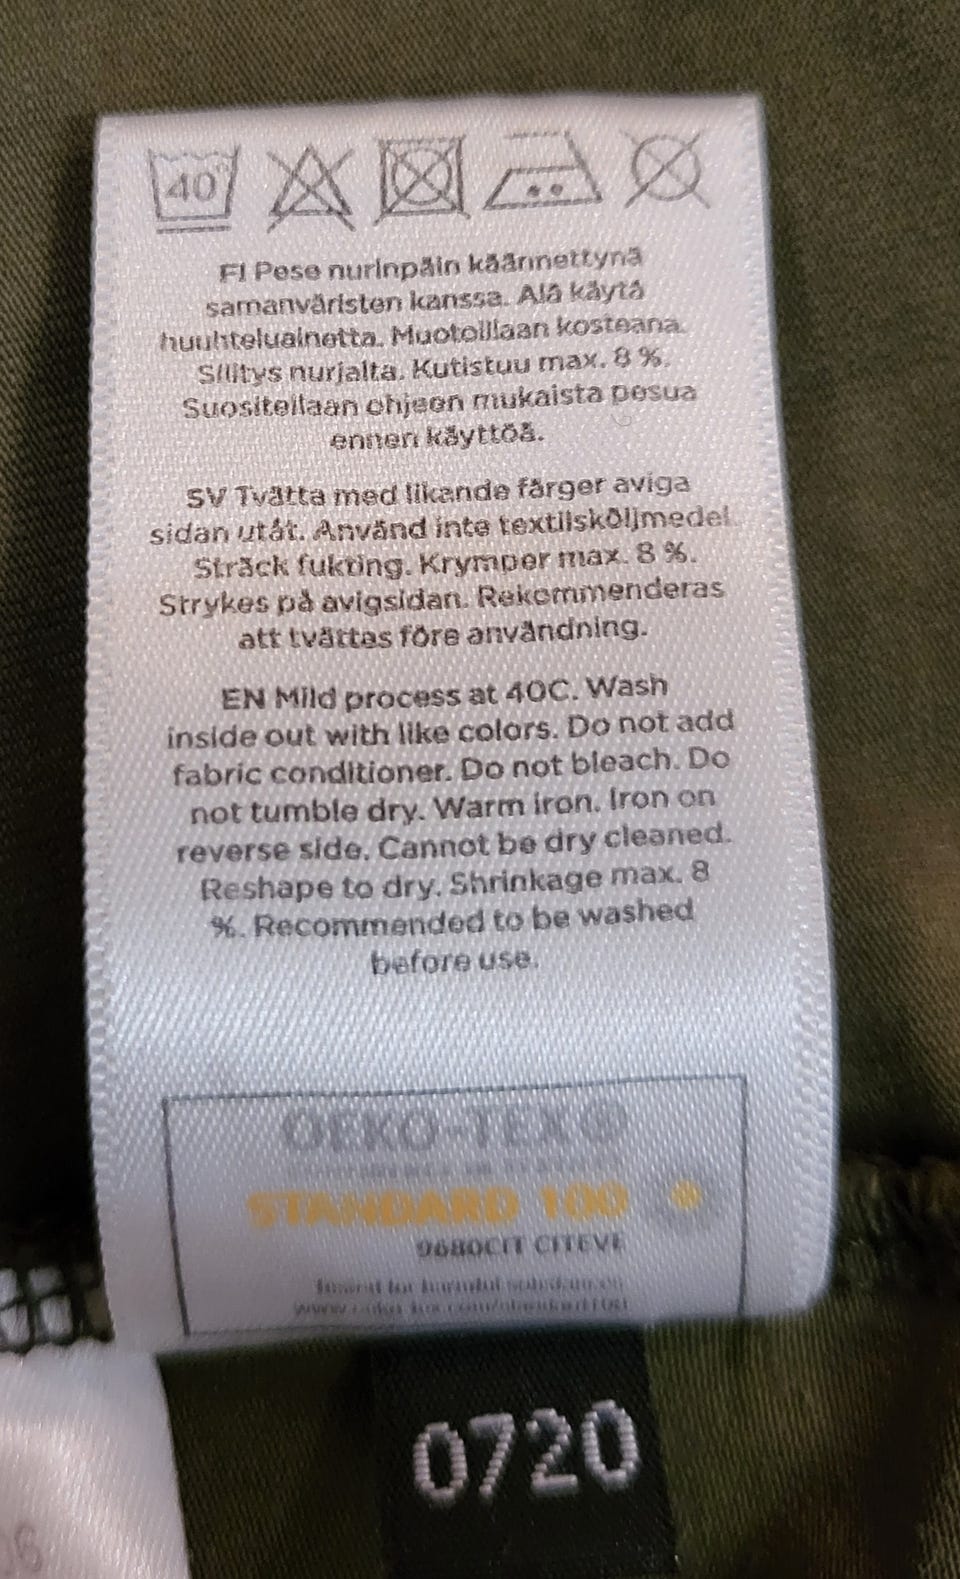 40
FI Pese nurinpäin käännettynä
samanväristen kanssa. Älä käytä
huuhteluainetta. Muotoillaan kosteana.
Silitys nurjalta. Kutistuu max. 8 %.
Suositellaan ohjeen mukaista pesua
ennen käyttöä.
SV Tvätta med likande färger aviga
sidan utåt. Använd inte textilsköljmedel.
Sträck fukting. Krymper max. 8 %.
Strykes på avigsidan. Rekommenderas
att tvättas före användning.
EN Mild process at 40C. Wash
inside out with like colors. Do not add
fabric conditioner. Do not bleach. Do
not tumble dry. Warm iron. Iron on
reverse side. Cannot be dry cleaned.
Reshape to dry. Shrinkage max. 8
%. Recommended to be washed
before use.
OEKO-TEX®
STANDARD 100
9680CIT CITEVE
0720
06